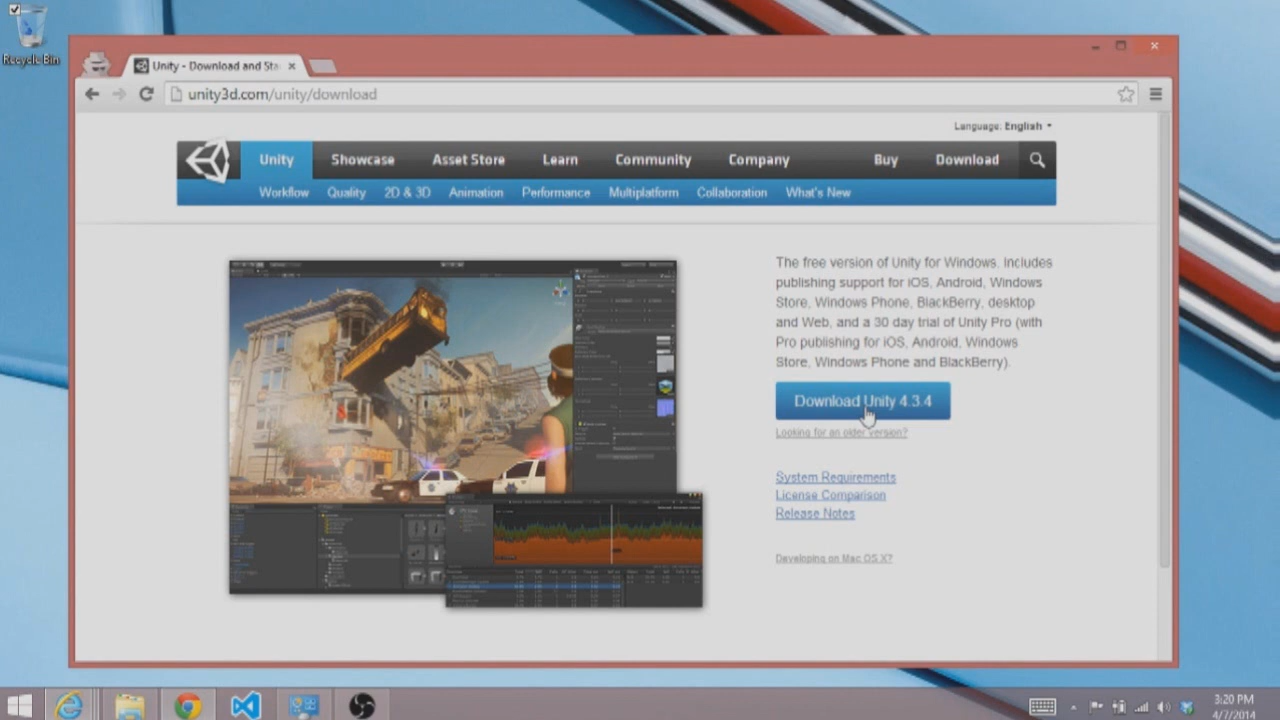 Recycle Bin
Unity - Download and Sta
unity3d.com/unity/download
Language: English
Unity Showcase Asset Store Learn Community Company Buy Download
Workflow Quality 2D & 3D Animation Performance Multiplatform Collaboration What's New
The free version of Unity for Windows. Includes
publishing support for iOS, Android, Windows
Store, Windows Phone, BlackBerry, desktop
and Web, and a 30 day trial of Unity Pro (with
Pro publishing for iOS, Android, Windows
Store, Windows Phone and BlackBerry).
Download Unity 4.3.4
Looking for an older version?
System Requirements
License Comparison
Release Notes
Developing on Mac OS X?
3:20 PM
4/7/2014